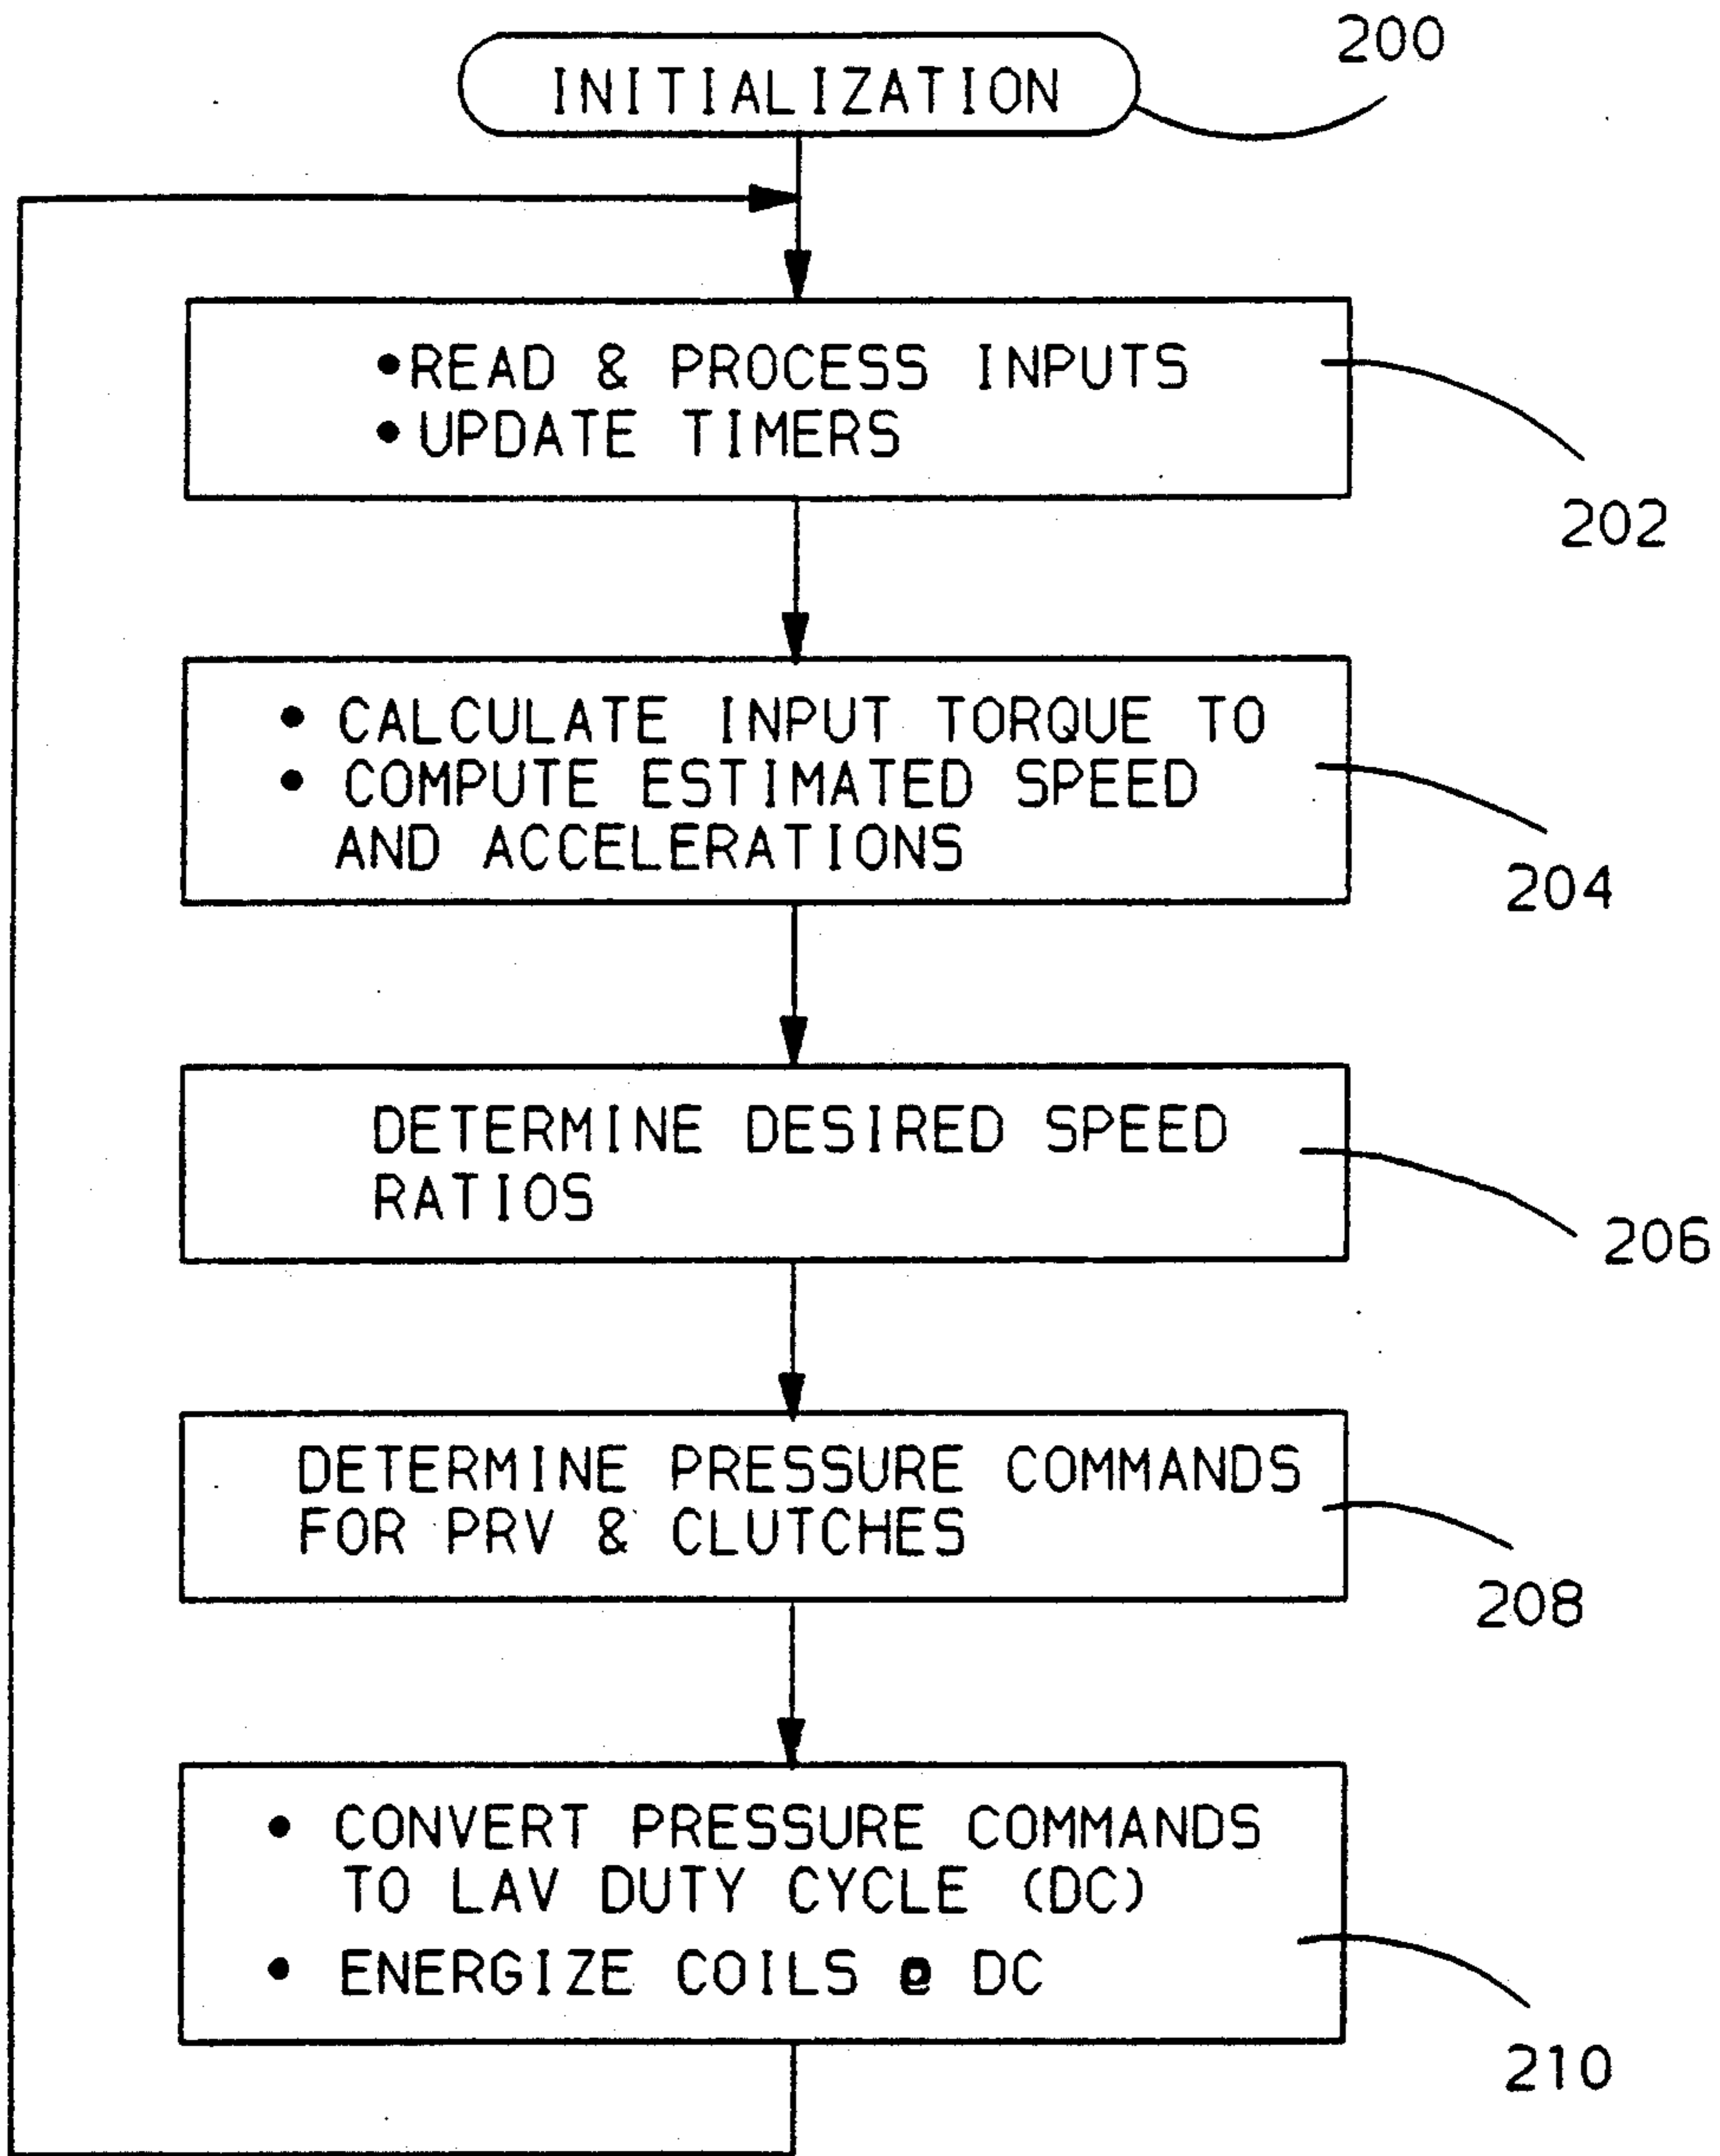 200
INITIALIZATION
•READ & PROCESS INPUTS
•UPDATE TIMERS
202
• CALCULATE INPUT TORQUE TO
• COMPUTE ESTIMATED SPEED
AND ACCELERATIONS
204
DETERMINE DESIRED SPEED
RATIOS
206
DETERMINE PRESSURE COMMANDS
FOR PRV & CLUTCHES
208
• CONVERT PRESSURE COMMANDS
TO LAV DUTY CYCLE (DC)
• ENERGIZE COILS @ DC
210